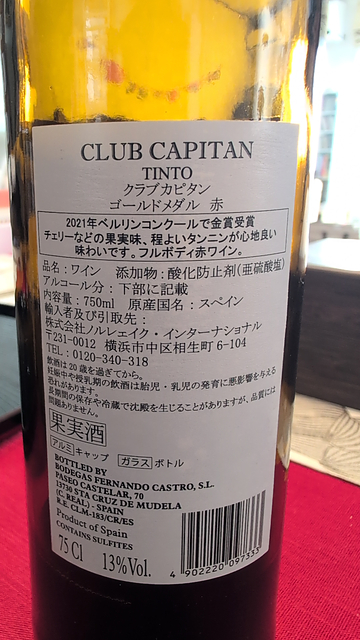 CLUB CAPITAN
TINTO
クラブカピタン
ゴールドメダル 赤
2021年ベルリンコンクールで金賞受賞
チェリーなどの果実味、程よいタンニンが心地良い
味わいです。フルボディ赤ワイン。
品名:ワイン 添加物:酸化防止剤(亜硫酸塩)
アルコール分:下部に記載
内容量:750ml 原産国名:スペイン
輸入者及び引取先:
株式会社ノルレェイク・インターナショナル
〒231-0012 横浜市中区相生町6-104
TEL:0120-340-318
飲酒は20歳を過ぎてから。
妊娠中や授乳期の飲酒は胎児・乳児の発育に悪影響を与える
恐れがあります。
長期間の保存や冷蔵で沈殿を生じることがありますが、品質には
問題ありません。
果実酒
アルミ キャップ ガラス ボトル
BOTTLED BY
BODEGAS FERNANDO CASTRO, S.L.
PASEO CASTELAR, 70
13730 STA CRUZ DE MUDELA
(C. REAL) - SPAIN
R.E. CLM-183/CR/ES
Product of Spain
CONTAINS SULFITES
75 Cl 13% Vol.
4 902220 097333